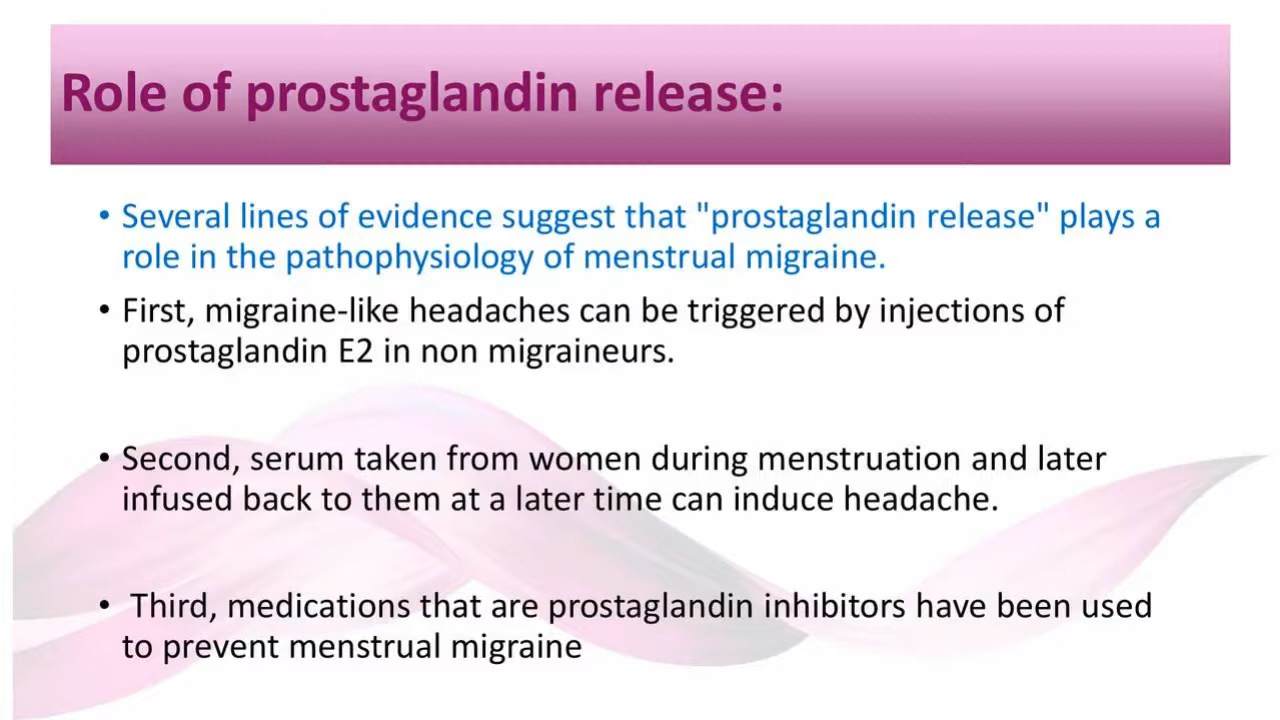 Role of prostaglandin release:
• Several lines of evidence suggest that "prostaglandin release" plays a
role in the pathophysiology of menstrual migraine.
• First, migraine-like headaches can be triggered by injections of
prostaglandin E2 in non migraineurs.
• Second, serum taken from women during menstruation and later
infused back to them at a later time can induce headache.
• Third, medications that are prostaglandin inhibitors have been used
to prevent menstrual migraine